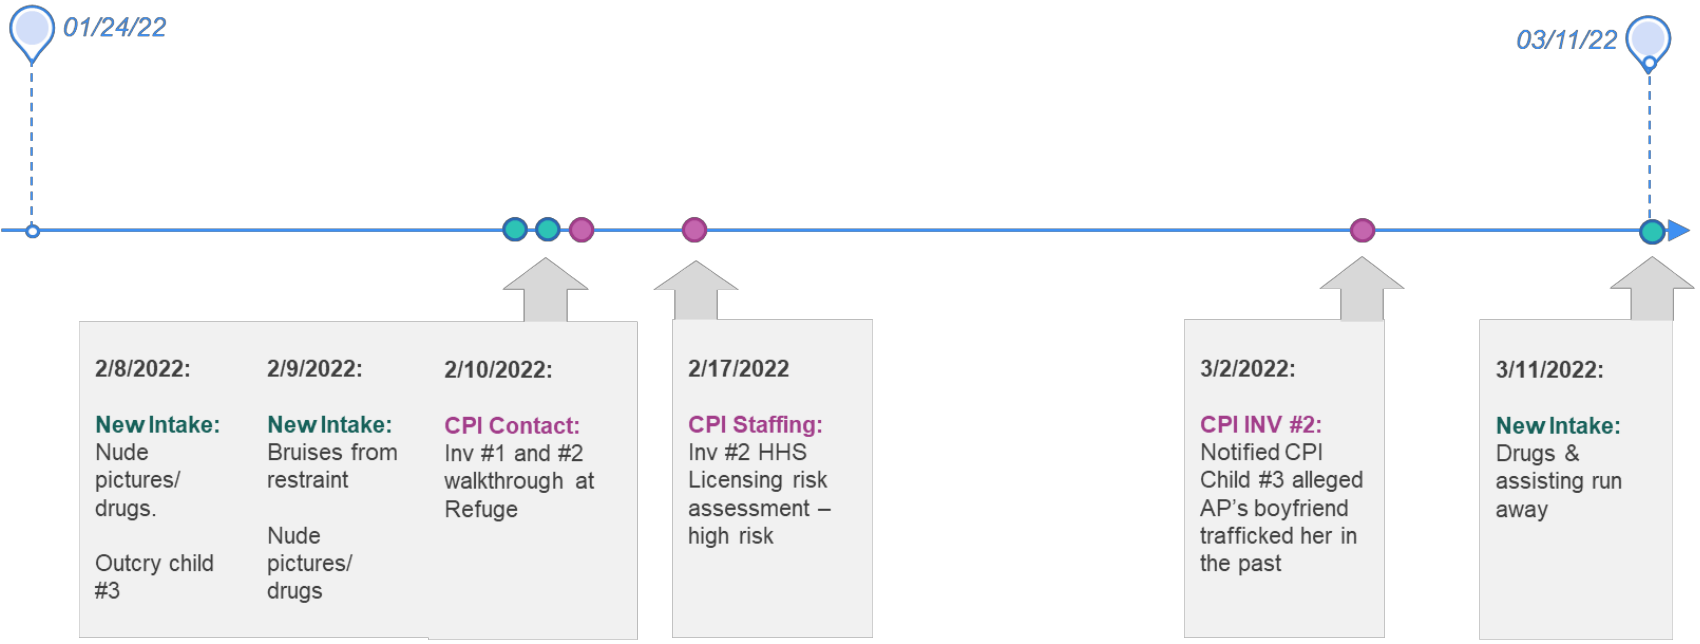 01/24/22
03/11/22
2/8/2022:
New Intake:
Nude
pictures/
drugs.
Outcry child
#3
2/9/2022:
New Intake:
Bruises from
restraint
Nude
pictures/
drugs
2/10/2022:
CPI Contact:
Inv #1 and #2
walkthrough at
Refuge
2/17/2022
CPI Staffing:
Inv #2 HHS
Licensing risk
assessment –
high risk
3/2/2022:
CPI INV #2:
Notified CPI
Child #3 alleged
AP’s boyfriend
trafficked her in
the past
3/11/2022:
New Intake:
Drugs &
assisting run
away